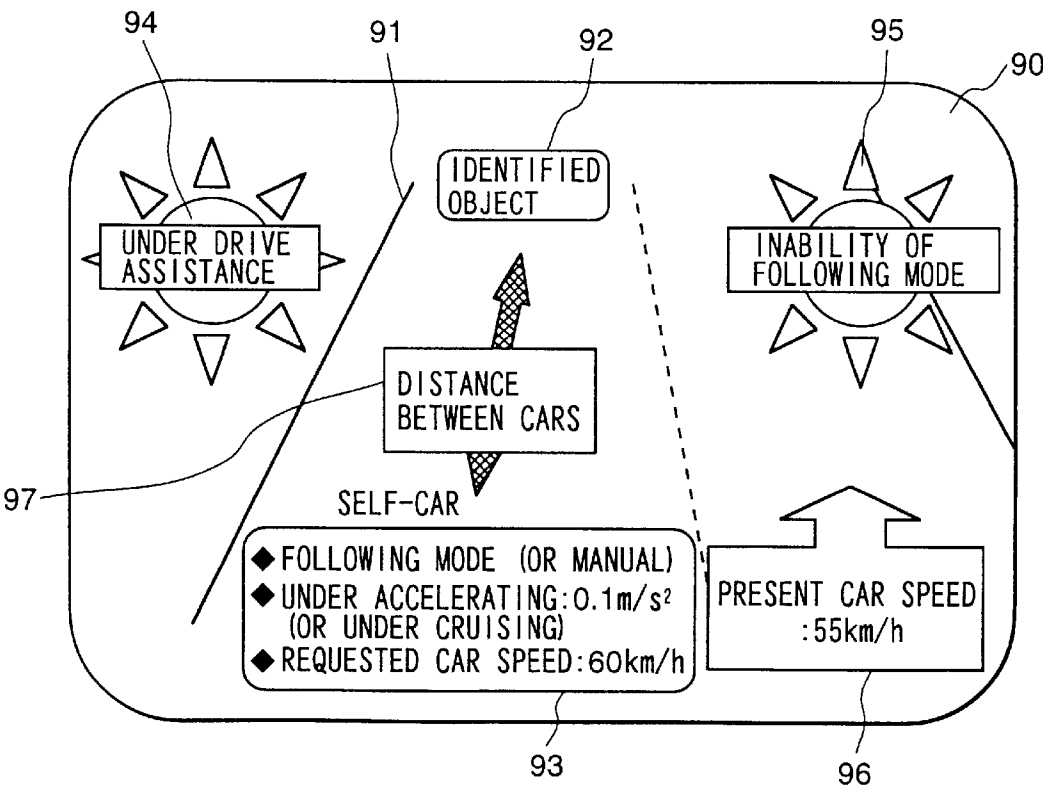 94
91
92
95
90
IDENTIFIED
OBJECT
UNDER DRIVE
ASSISTANCE
INABILITY OF
FOLLOWING MODE
DISTANCE
BETWEEN CARS
97
SELF-CAR
◆FOLLOWING MODE (OR MANUAL)
◆UNDER ACCELERATING:0.1m/s²
(OR UNDER CRUISING)
◆REQUESTED CAR SPEED:60km/h
PRESENT CAR SPEED
:55km/h
93
96